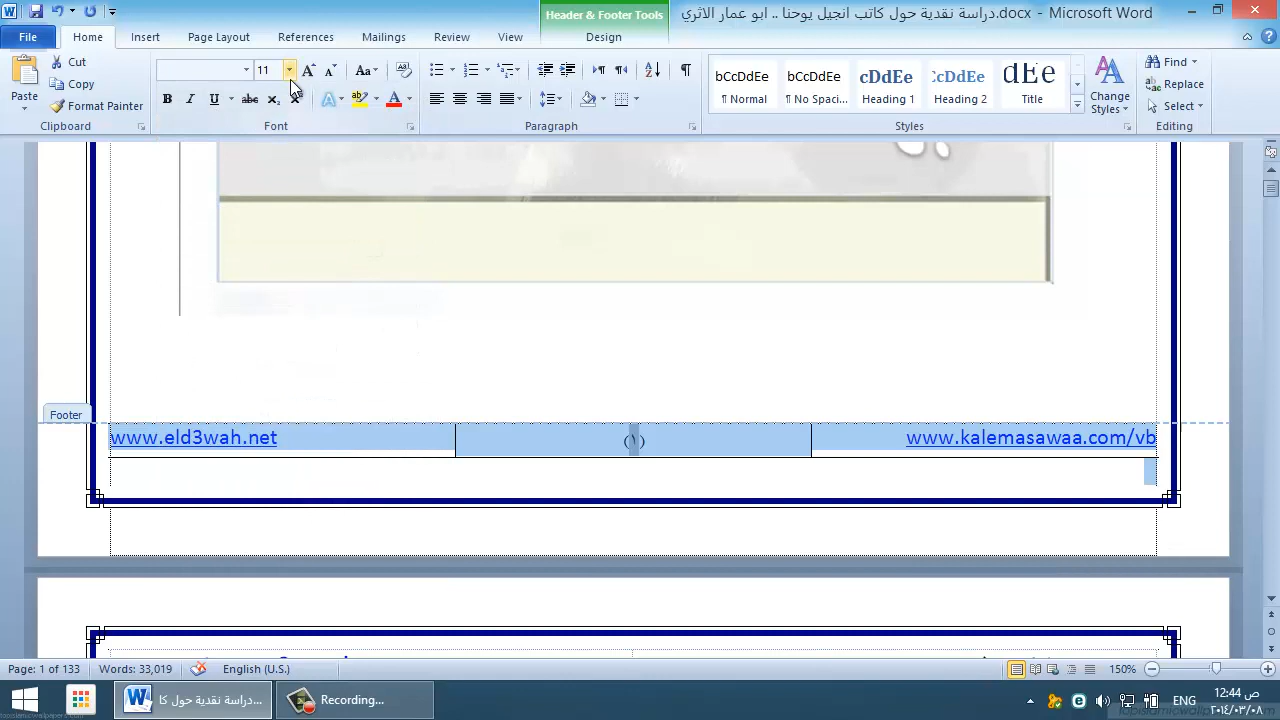 Header & Footer Tools
دراسة نقدية حول كاتب انجيل يوحنا .. ابو عمار الاثري.docx - Microsoft Word
File Home Insert Page Layout References Mailings Review View Design
Paste
Cut
Copy
Format Painter
Clipboard
11
Font
Paragraph
bCcDdEe bCcDdEe cDdEe :cDdEe dDEe
¶ Normal ¶ No Spaci... Heading 1 Heading 2 Title
Change Styles
Styles
Find
Replace
Select
Editing
Footer
www.eld3wah.net
(١)
www.kalemasawaa.com/vb
Page: 1 of 133 Words: 33,019 English (U.S.) 150%
دراسة نقدية حول كا...
Recording...
ENG
12:44 ص
٢٠١٤/٠٣/٠٨